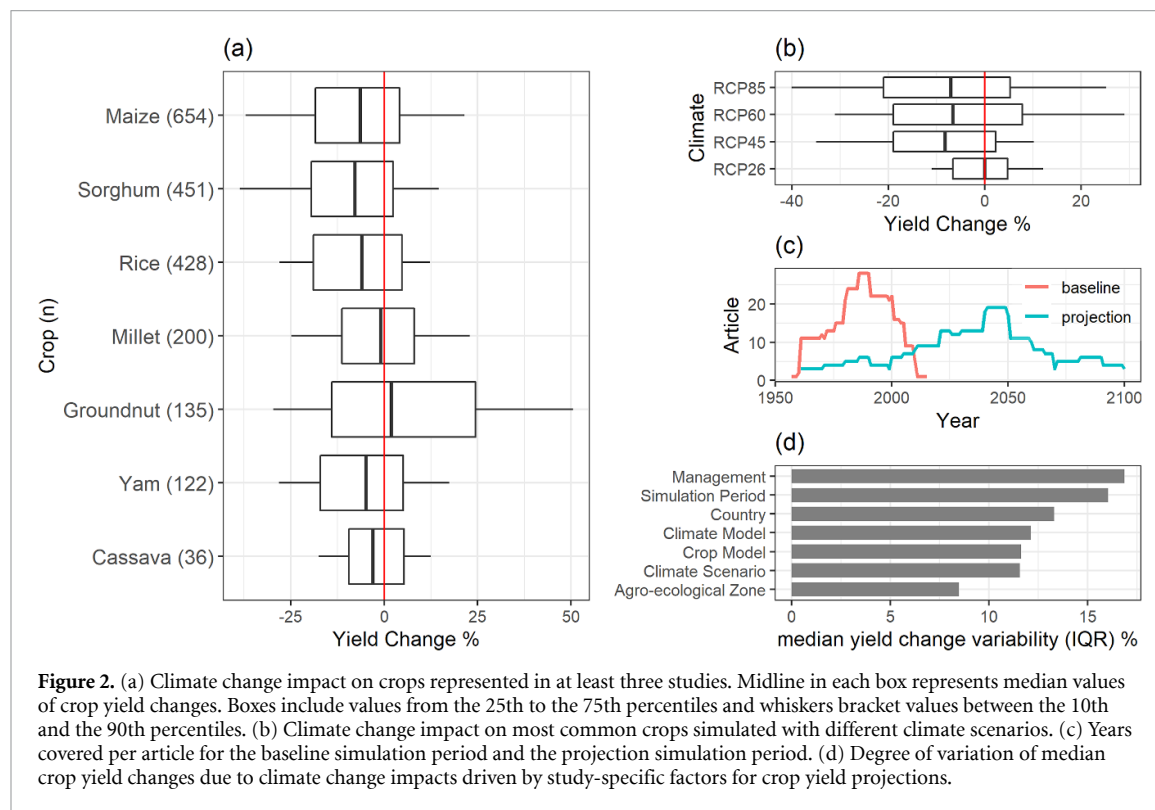 (a)
Crop (n)
Maize (654)
Sorghum (451)
Rice (428)
Millet (200)
Groundnut (135)
Yam (122)
Cassava (36)
-25 0 25 50
Yield Change %
(b)
Climate
RCP85
RCP60
RCP45
RCP26
-40 -20 0 20
Yield Change %
(c)
Article
20
10
0
baseline
projection
1950 2000 2050 2100
Year
(d)
Management
Simulation Period
Country
Climate Model
Crop Model
Climate Scenario
Agro-ecological Zone
0 5 10 15
median yield change variability (IQR) %
Figure 2. (a) Climate change impact on crops represented in at least three studies. Midline in each box represents median values
of crop yield changes. Boxes include values from the 25th to the 75th percentiles and whiskers bracket values between the 10th
and the 90th percentiles. (b) Climate change impact on most common crops simulated with different climate scenarios. (c) Years
covered per article for the baseline simulation period and the projection simulation period. (d) Degree of variation of median
crop yield changes due to climate change impacts driven by study-specific factors for crop yield projections.